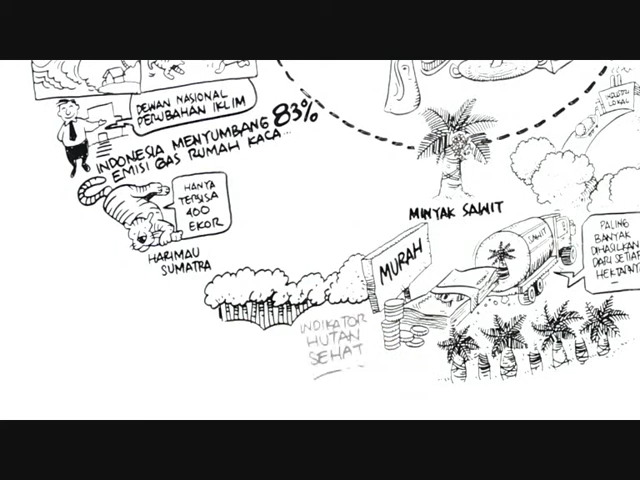 DEWAN NASIONAL
PERUBAHAN IKLIM
INDONESIA MENYUMBANG 83%
EMISI GAS RUMAH KACA...
HANYA
TERSISA
400
EKOR
HARIMAU
SUMATRA
INDIKATOR
HUTAN
SEHAT
MURAH
MINYAK SAWIT
SAWIT
PALING
BANYAK
DIHASILKAN
DARI SETIAP
HEKTARNYA
LOKAL